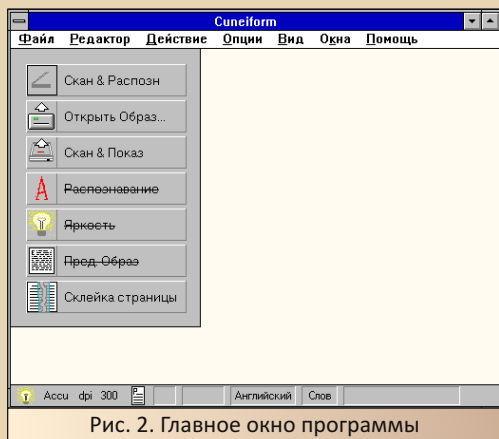 Cuneiform
Файл Редактор Действие Опции Вид Окна Помощь
Скан & Распозн
Открыть Образ...
Скан & Показ
Распознавание
Яркость
Пред. Образ
Склейка страницы
Accu dpi 300 Английский Слов
Рис. 2. Главное окно программы